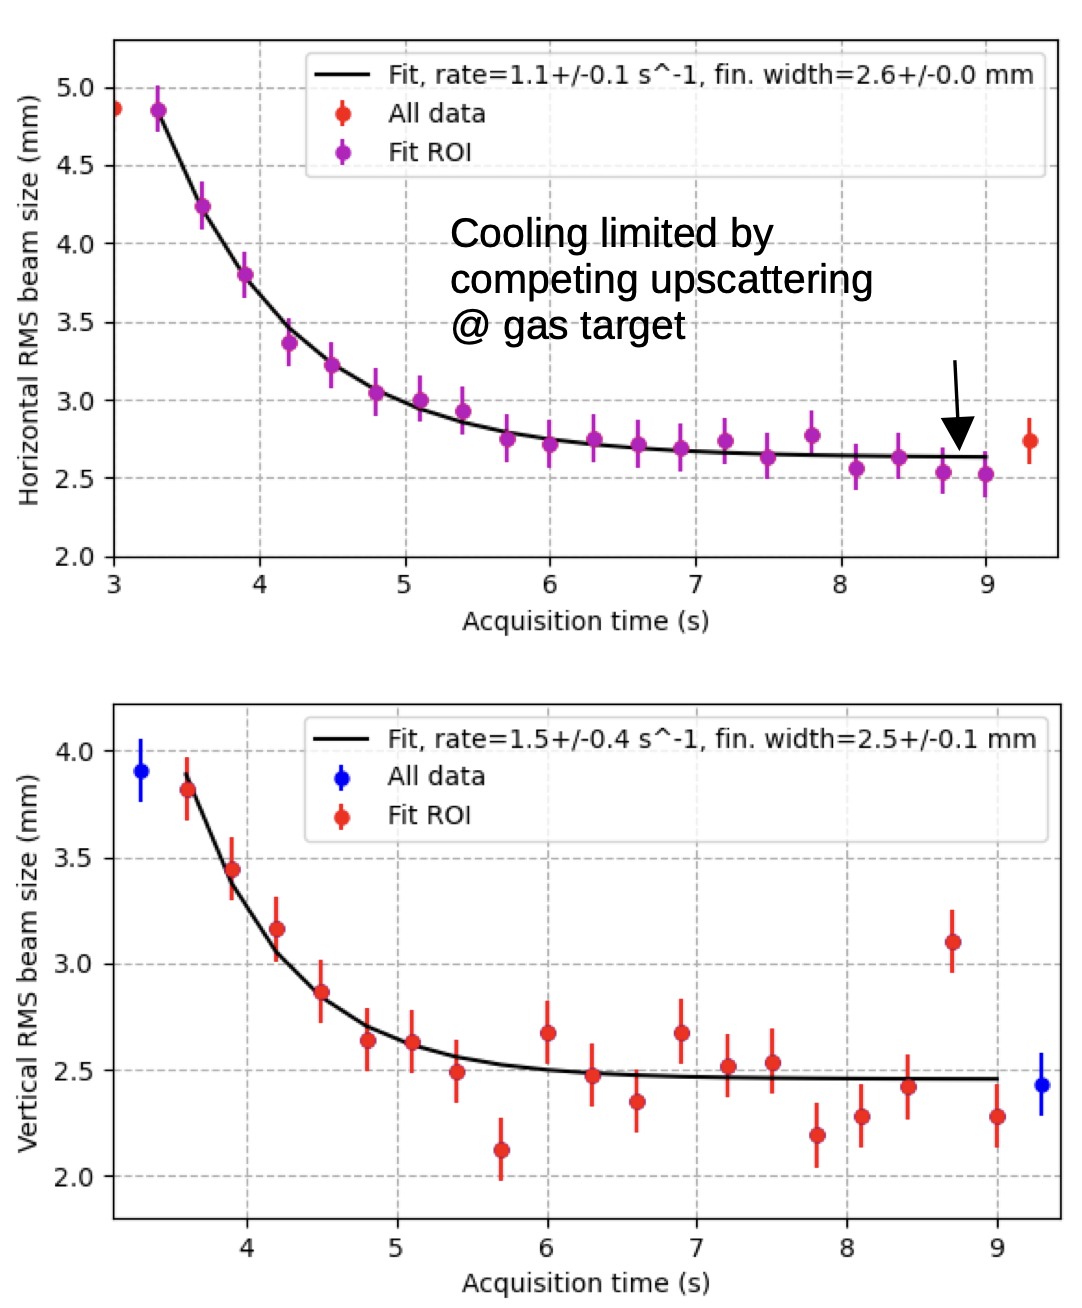 Fit, rate=1.1+/-0.1 s^-1, fin. width=2.6+/-0.0 mm
All data
Fit ROI
Cooling limited by
competing upscattering
@ gas target
Horizontal RMS beam size (mm)
5.0
4.5
4.0
3.5
3.0
2.5
2.0
3 4 5 6 7 8 9
Acquisition time (s)
Fit, rate=1.5+/-0.4 s^-1, fin. width=2.5+/-0.1 mm
All data
Fit ROI
Vertical RMS beam size (mm)
4.0
3.5
3.0
2.5
2.0
4 5 6 7 8 9
Acquisition time (s)